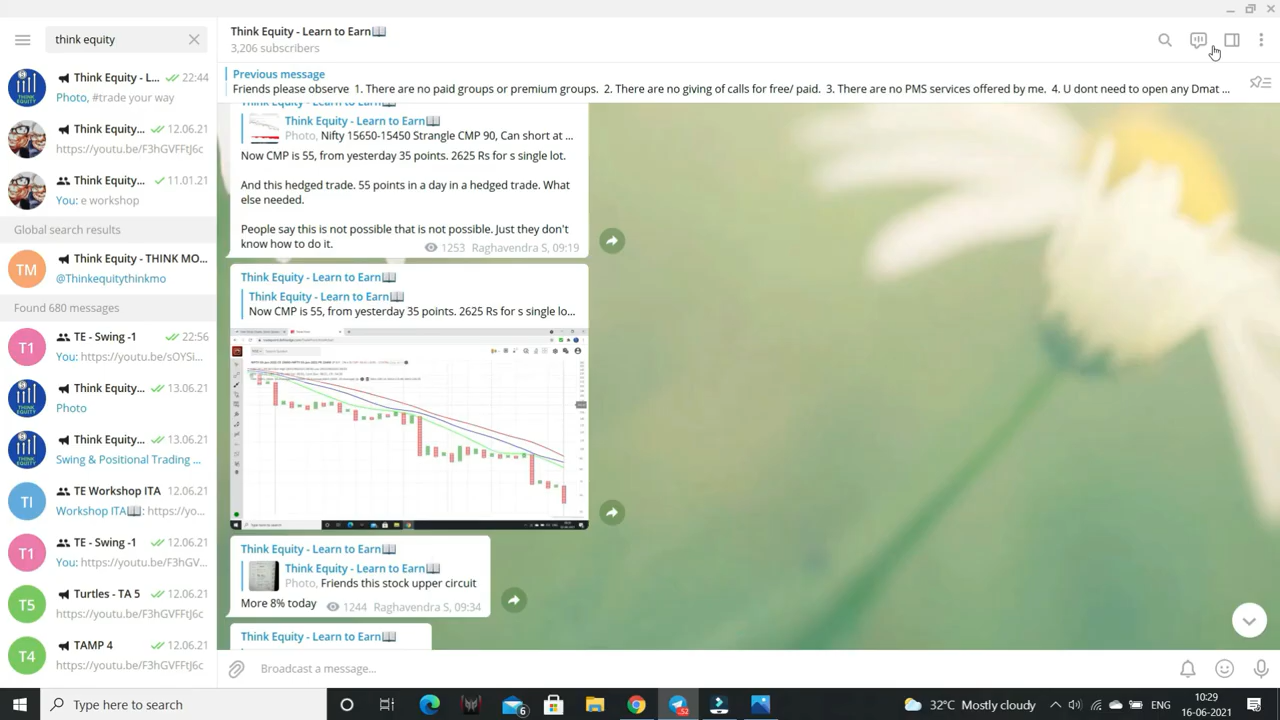 think equity
Think Equity - L... 22:44
Photo, Trade your way
Think Equity... 12.06.21
https://youtu.be/F3hGVFFtJ6c
Think Equity... 11.01.21
You: e workshop
Global search results
TM
Think Equity - THINK MO...
@Thinkequitythinkmo
Found 680 messages
T1
TE - Swing -1 22:56
You: https://youtu.be/s0YSi...
Think Equity... 13.06.21
Photo
Think Equity... 13.06.21
Swing & Positional Trading ...
TI
TE Workshop ITA 12.06.21
Workshop ITA📖: https://yo...
T1
TE - Swing -1 12.06.21
You: https://youtu.be/F3hGV...
T5
Turtles - TA 5 12.06.21
https://youtu.be/F3hGVFFtJ6c
T4
TAMP 4 12.06.21
https://youtu.be/F3hGVFFtJ6c
Think Equity - Learn to Earn📖
3,206 subscribers
Previous message
Friends please observe 1. There are no paid groups or premium groups. 2. There are no giving of calls for free/ paid. 3. There are no PMS services offered by me. 4. U dont need to open any Dmat ...
Think Equity - Learn to Earn📖
Think Equity - Learn to Earn📖
Photo, Nifty 15650-15450 Strangle CMP 90, Can short at ...
Now CMP is 55, from yesterday 35 points. 2625 Rs for s single lot.
And this hedged trade. 55 points in a day in a hedged trade. What
else needed.
People say this is not possible that is not possible. Just they don't
know how to do it. 1253 Raghavendra S, 09:19
Think Equity - Learn to Earn📖
Think Equity - Learn to Earn📖
Now CMP is 55, from yesterday 35 points. 2625 Rs for s single lo...
Think Equity - Learn to Earn📖
Think Equity - Learn to Earn📖
Photo, Friends this stock upper circuit
More 8% today 1244 Raghavendra S, 09:34
Think Equity - Learn to Earn📖
Broadcast a message...
Type here to search
6
52
32°C Mostly cloudy
ENG
10:29
16-06-2021